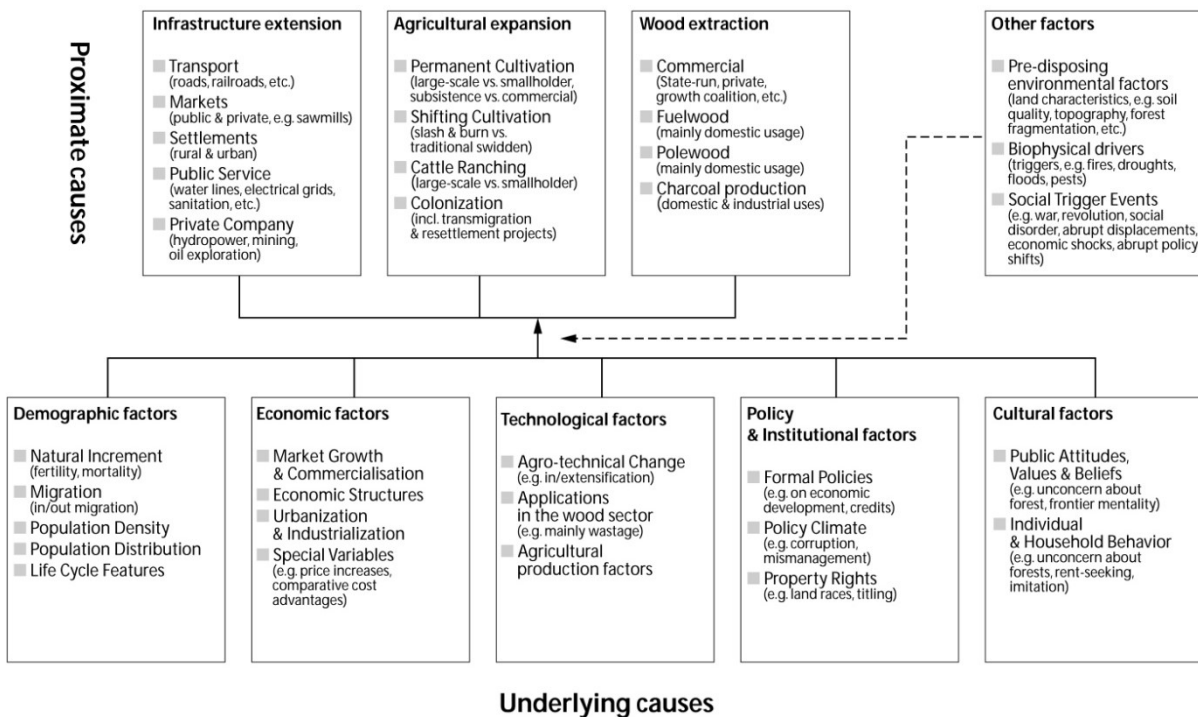 Proximate causes
Infrastructure extension
Transport
(roads, railroads, etc.)
Markets
(public & private, e.g. sawmills)
Settlements
(rural & urban)
Public Service
(water lines, electrical grids,
sanitation, etc.)
Private Company
(hydropower, mining,
oil exploration)
Agricultural expansion
Permanent Cultivation
(large-scale vs. smallholder,
subsistence vs. commercial)
Shifting Cultivation
(slash & burn vs.
traditional swidden)
Cattle Ranching
(large-scale vs. smallholder)
Colonization
(incl. transmigration
& resettlement projects)
Wood extraction
Commercial
(State-run, private,
growth coalition, etc.)
Fuelwood
(mainly domestic usage)
Polewood
(mainly domestic usage)
Charcoal production
(domestic & industrial uses)
Other factors
Pre-disposing
environmental factors
(land characteristics, e.g. soil
quality, topography, forest
fragmentation, etc.)
Biophysical drivers
(triggers, e.g. fires, droughts,
floods, pests)
Social Trigger Events
(e.g. war, revolution, social
disorder, abrupt displacements,
economic shocks, abrupt policy
shifts)
Demographic factors
Natural Increment
(fertility, mortality)
Migration
(in/out migration)
Population Density
Population Distribution
Life Cycle Features
Economic factors
Market Growth
& Commercialisation
Economic Structures
Urbanization
& Industrialization
Special Variables
(e.g. price increases,
comparative cost
advantages)
Technological factors
Agro-technical Change
(e.g. in/extensification)
Applications
in the wood sector
(e.g. mainly wastage)
Agricultural
production factors
Policy
& Institutional factors
Formal Policies
(e.g. on economic
development, credits)
Policy Climate
(e.g. corruption,
mismanagement)
Property Rights
(e.g. land races, titling)
Cultural factors
Public Attitudes,
Values & Beliefs
(e.g. unconcern about
forest, frontier mentality)
Individual
& Household Behavior
(e.g. unconcern about
forests, rent-seeking,
imitation)
Underlying causes